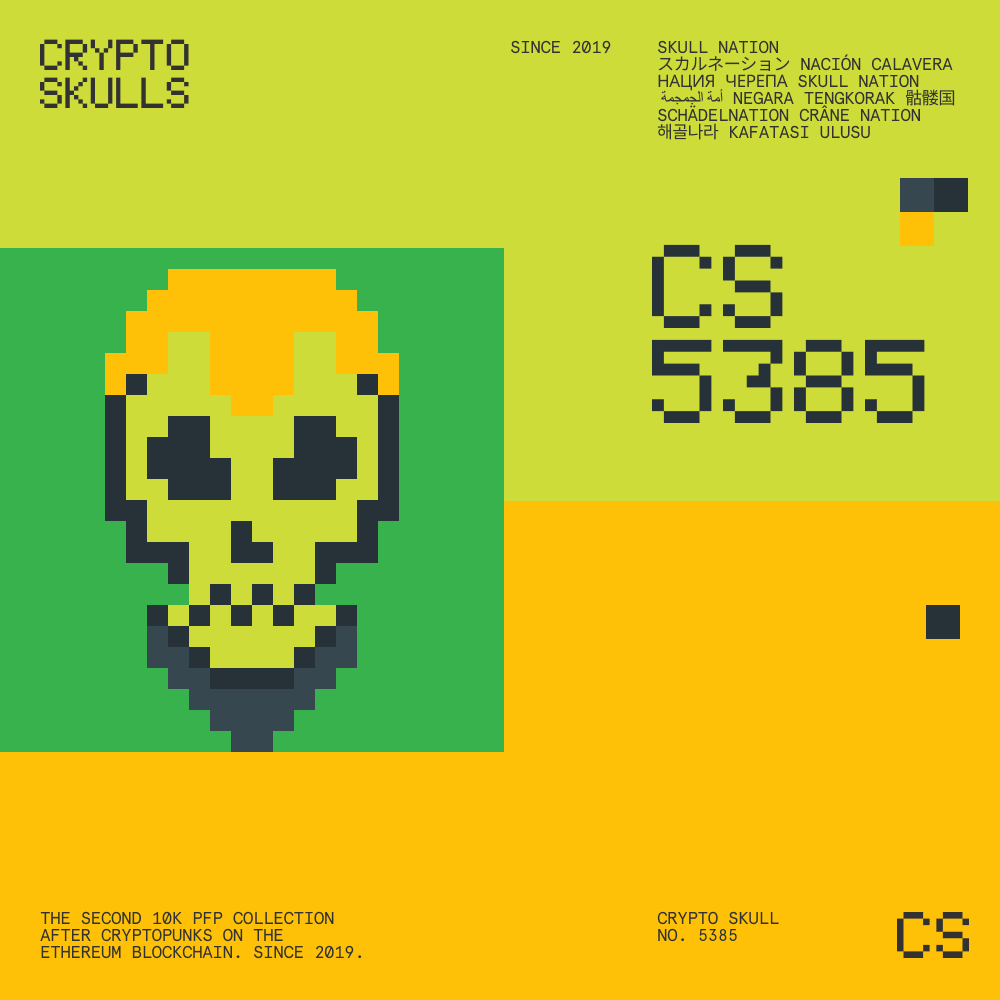 CRYPTO
SKULLS
SINCE 2019
SKULL NATION
スカルネーション NACIÓN CALAVERA
НАЦИЯ ЧЕРЕПА SKULL NATION
أمة الجمجمة NEGARA TENGKORAK 骷髅国
SCHÄDELNATION CRÂNE NATION
해골나라 KAFATASI ULUSU
CS
5385
THE SECOND 10K PFP COLLECTION
AFTER CRYPTOPUNKS ON THE
ETHEREUM BLOCKCHAIN. SINCE 2019.
CRYPTO SKULL
NO. 5385
CS